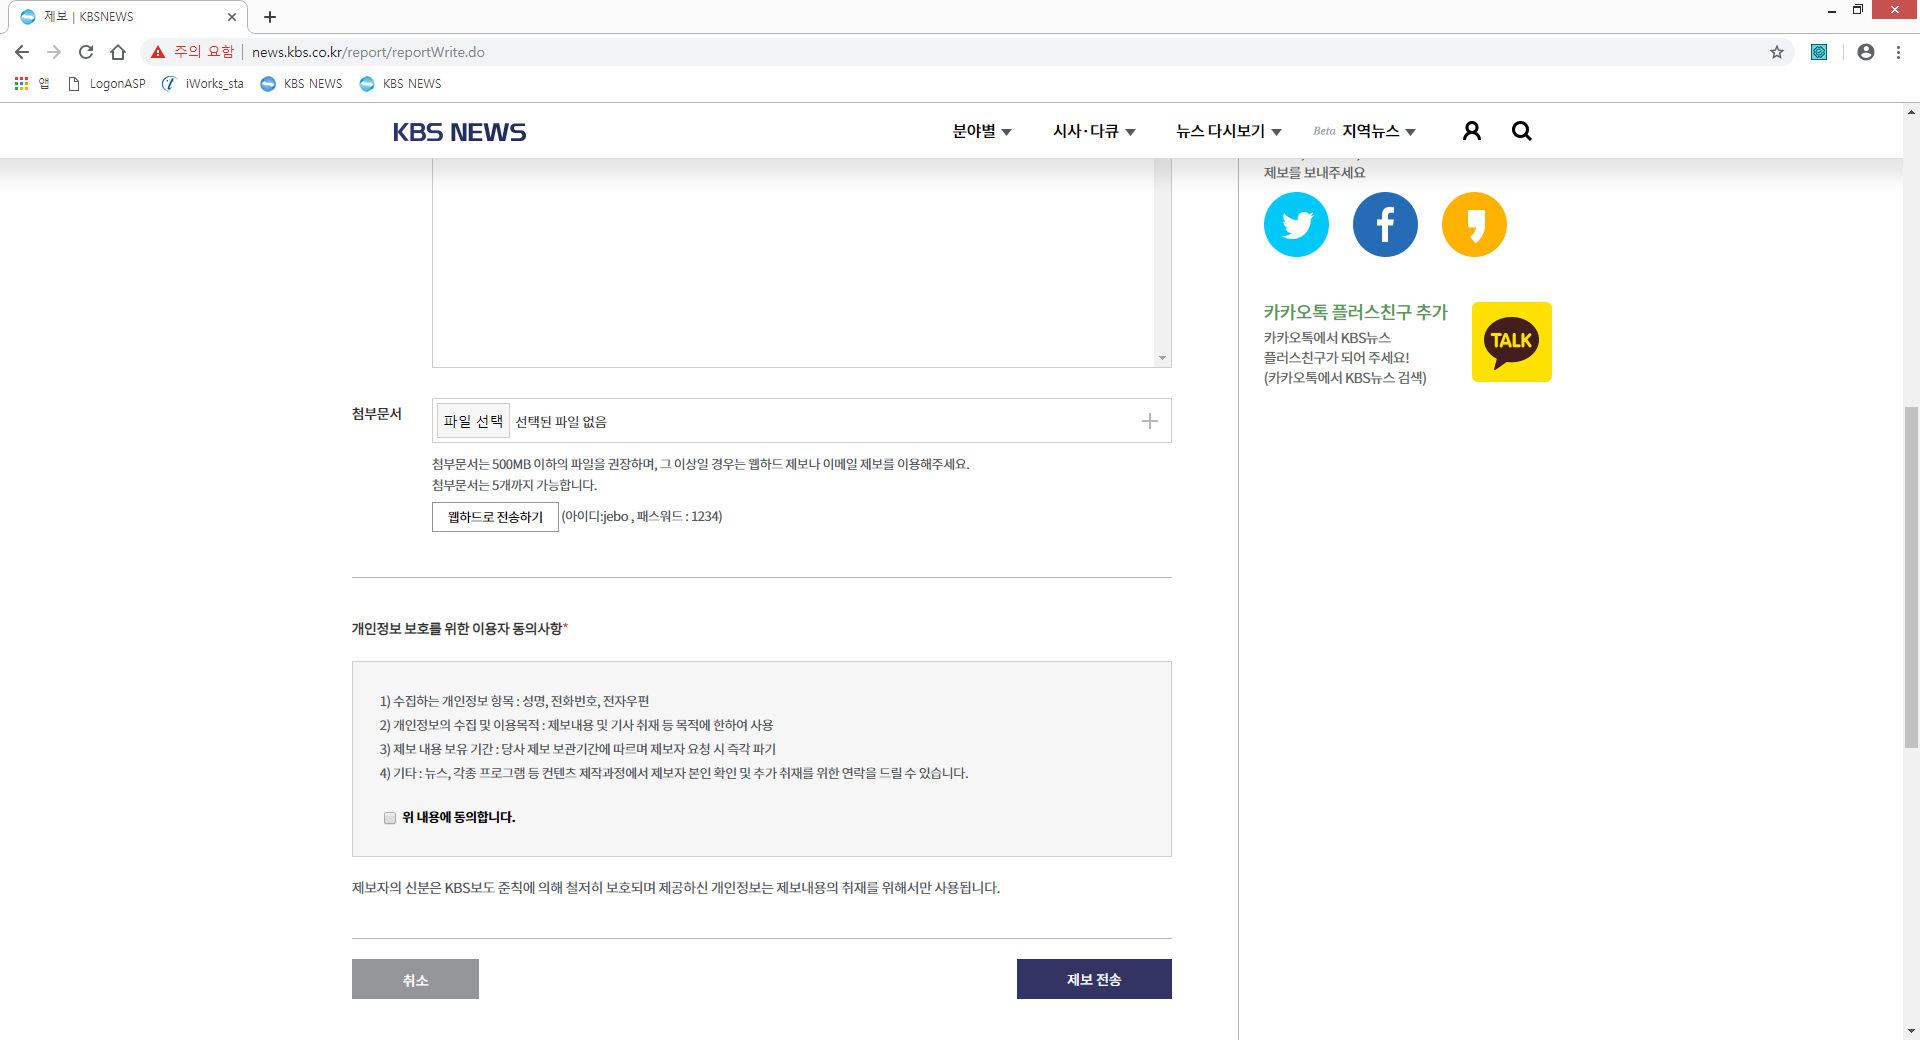 제보 | KBSNEWS
주의 요함
news.kbs.co.kr/report/reportWrite.do
앱
LogonASP
iWorks_sta
KBS NEWS
KBS NEWS
KBS NEWS
분야별
시사·다큐
뉴스 다시보기
Beta 지역뉴스
제보를 보내주세요
카카오톡 플러스친구 추가
카카오톡에서 KBS뉴스
플러스친구가 되어 주세요!
(카카오톡에서 KBS뉴스 검색)
TALK
첨부문서
파일 선택 선택된 파일 없음
첨부문서는 500MB 이하의 파일을 권장하며, 그 이상일 경우는 웹하드 제보나 이메일 제보를 이용해주세요.
첨부문서는 5개까지 가능합니다.
웹하드로 전송하기 (아이디:jebo , 패스워드 : 1234)
개인정보 보호를 위한 이용자 동의사항*
1) 수집하는 개인정보 항목 : 성명, 전화번호, 전자우편
2) 개인정보의 수집 및 이용목적 : 제보내용 및 기사 취재 등 목적에 한하여 사용
3) 제보 내용 보유 기간 : 당사 제보 보관기간에 따르며 제보자 요청 시 즉각 파기
4) 기타 : 뉴스, 각종 프로그램 등 컨텐츠 제작과정에서 제보자 본인 확인 및 추가 취재를 위한 연락을 드릴 수 있습니다.
위 내용에 동의합니다.
제보자의 신분은 KBS보도 준칙에 의해 철저히 보호되며 제공하신 개인정보는 제보내용의 취재를 위해서만 사용됩니다.
취소
제보 전송